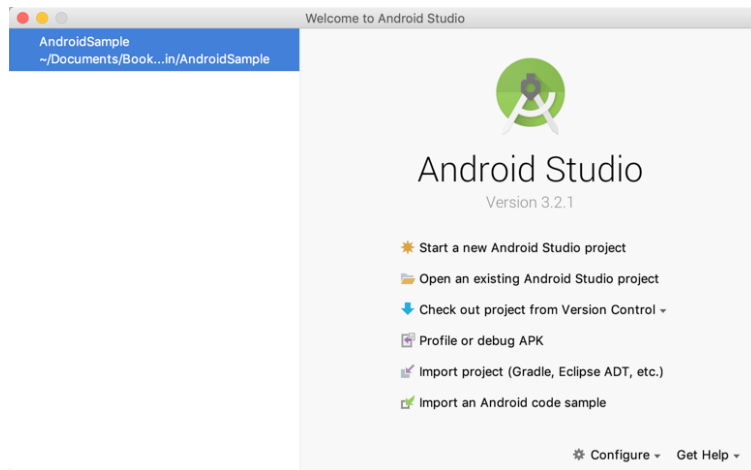 Welcome to Android Studio
AndroidSample
~/Documents/Book...in/AndroidSample
Android Studio
Version 3.2.1
Start a new Android Studio project
Open an existing Android Studio project
Check out project from Version Control
Profile or debug APK
Import project (Gradle, Eclipse ADT, etc.)
Import an Android code sample
Configure Get Help